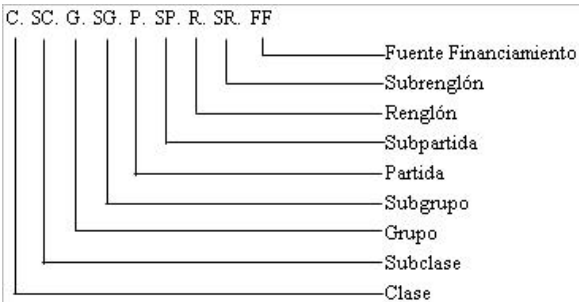 C. SC. G. SG. P. SP. R. SR. FF
Fuente Financiamiento
Subrenglón
Renglón
Subpartida
Partida
Subgrupo
Grupo
Subclase
Clase